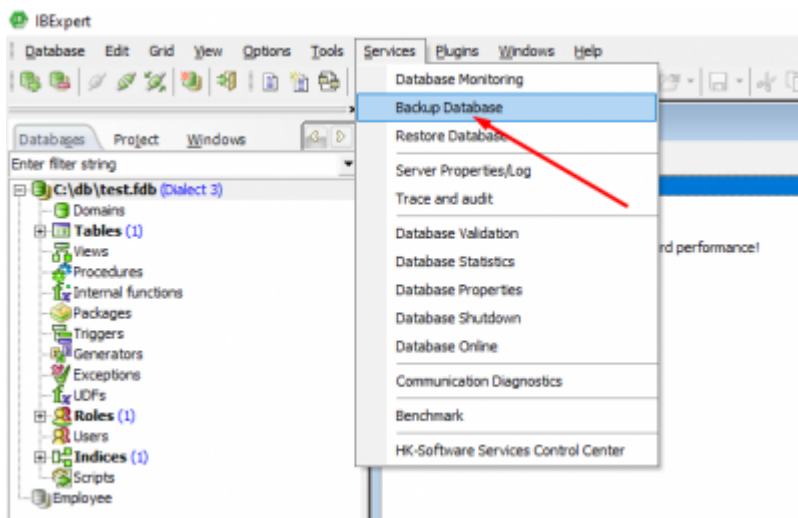 IBExpert
Database Edit Grid View Options Tools Services Plugins Windows Help
Database Monitoring
Backup Database
Restore Database
Server Properties/Log
Trace and audit
Database Validation
Database Statistics
Database Properties
Database Shutdown
Database Online
Communication Diagnostics
Benchmark
HK-Software Services Control Center
Databases Project Windows
Enter filter string
C:\db\test.fdb (Dialect 3)
Domains
Tables (1)
Views
Procedures
Internal functions
Packages
Triggers
Generators
Exceptions
UDFs
Roles (1)
Users
Indices (1)
Scripts
Employee
rd performance!